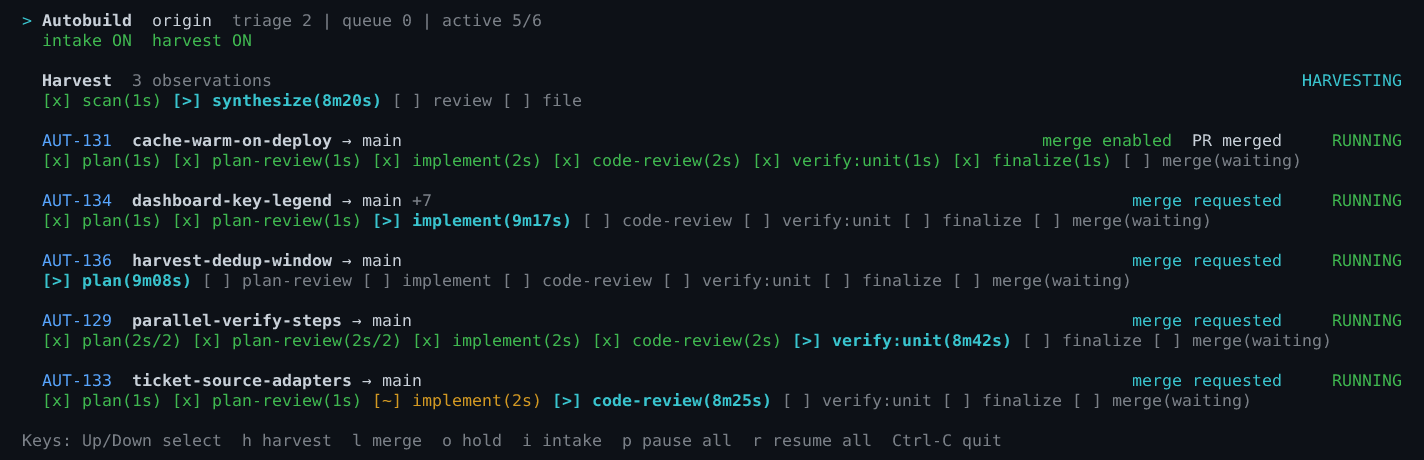 > Autobuild  origin  triage 2 | queue 0 | active 5/6
intake ON  harvest ON
Harvest  3 observations  HARVESTING
[x] scan(1s) [>] synthesize(8m20s) [ ] review [ ] file
AUT-131  cache-warm-on-deploy → main  merge enabled  PR merged  RUNNING
[x] plan(1s) [x] plan-review(1s) [x] implement(2s) [x] code-review(2s) [x] verify:unit(1s) [x] finalize(1s) [ ] merge(waiting)
AUT-134  dashboard-key-legend → main +7  merge requested  RUNNING
[x] plan(1s) [x] plan-review(1s) [>] implement(9m17s) [ ] code-review [ ] verify:unit [ ] finalize [ ] merge(waiting)
AUT-136  harvest-dedup-window → main  merge requested  RUNNING
[>] plan(9m08s) [ ] plan-review [ ] implement [ ] code-review [ ] verify:unit [ ] finalize [ ] merge(waiting)
AUT-129  parallel-verify-steps → main  merge requested  RUNNING
[x] plan(2s/2) [x] plan-review(2s/2) [x] implement(2s) [x] code-review(2s) [>] verify:unit(8m42s) [ ] finalize [ ] merge(waiting)
AUT-133  ticket-source-adapters → main  merge requested  RUNNING
[x] plan(1s) [x] plan-review(1s) [~] implement(2s) [>] code-review(8m25s) [ ] verify:unit [ ] finalize [ ] merge(waiting)
Keys: Up/Down select  h harvest  l merge  o hold  i intake  p pause all  r resume all  Ctrl-C quit